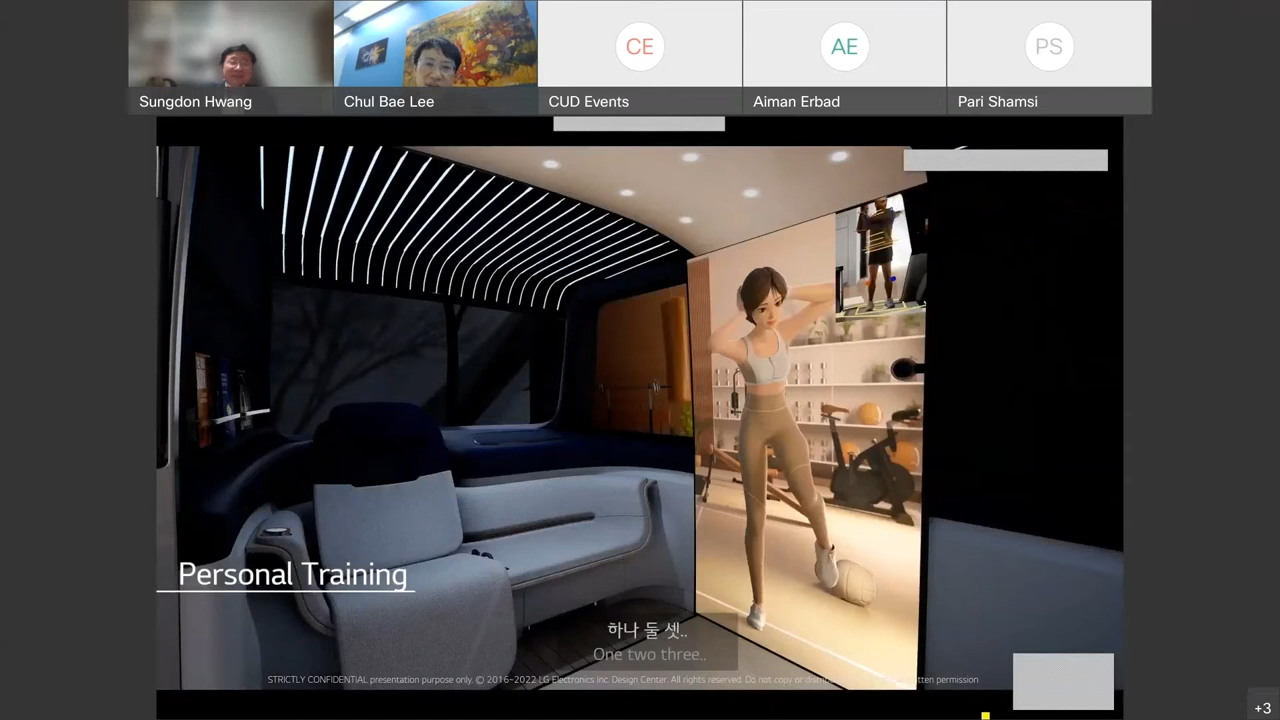 CE
AE
PS
Sungdon Hwang
Chul Bae Lee
CUD Events
Aiman Erbad
Pari Shamsi
Personal Training
하나 둘 셋..
One two three..
STRICTLY CONFIDENTIAL presentation purpose only. © 2016-2022 LG Electronics Inc. Design Center. All rights reserved. Do not copy or permission
+3